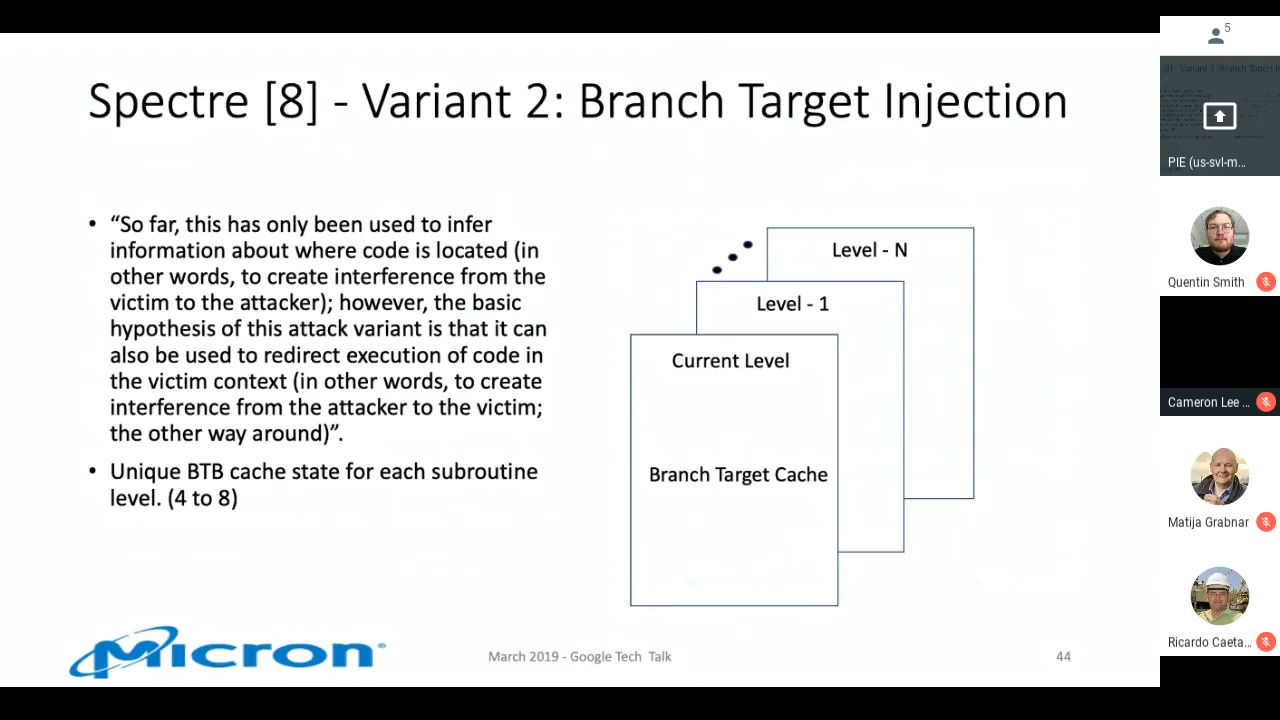 Spectre [8] - Variant 2: Branch Target Injection
• “So far, this has only been used to infer
information about where code is located (in
other words, to create interference from the
victim to the attacker); however, the basic
hypothesis of this attack variant is that it can
also be used to redirect execution of code in
the victim context (in other words, to create
interference from the attacker to the victim;
the other way around)”.
• Unique BTB cache state for each subroutine
level. (4 to 8)
Level - N
Level - 1
Current Level
Branch Target Cache
Micron®
March 2019 - Google Tech Talk
44
5
PIE (us-svl-m...
Quentin Smith
Cameron Lee ...
Matija Grabnar
Ricardo Caeta...